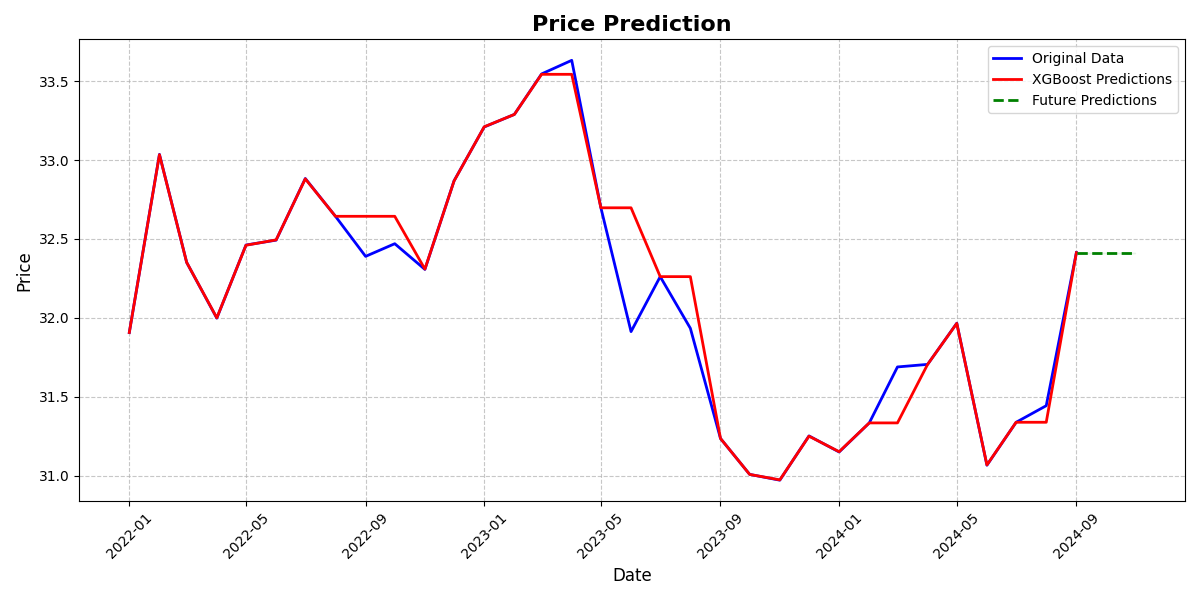 Price Prediction
Original Data
XGBoost Predictions
Future Predictions
Price
33.5
33.0
32.5
32.0
31.5
31.0
2022-01
2022-05
2022-09
2023-01
2023-05
2023-09
2024-01
2024-05
2024-09
Date